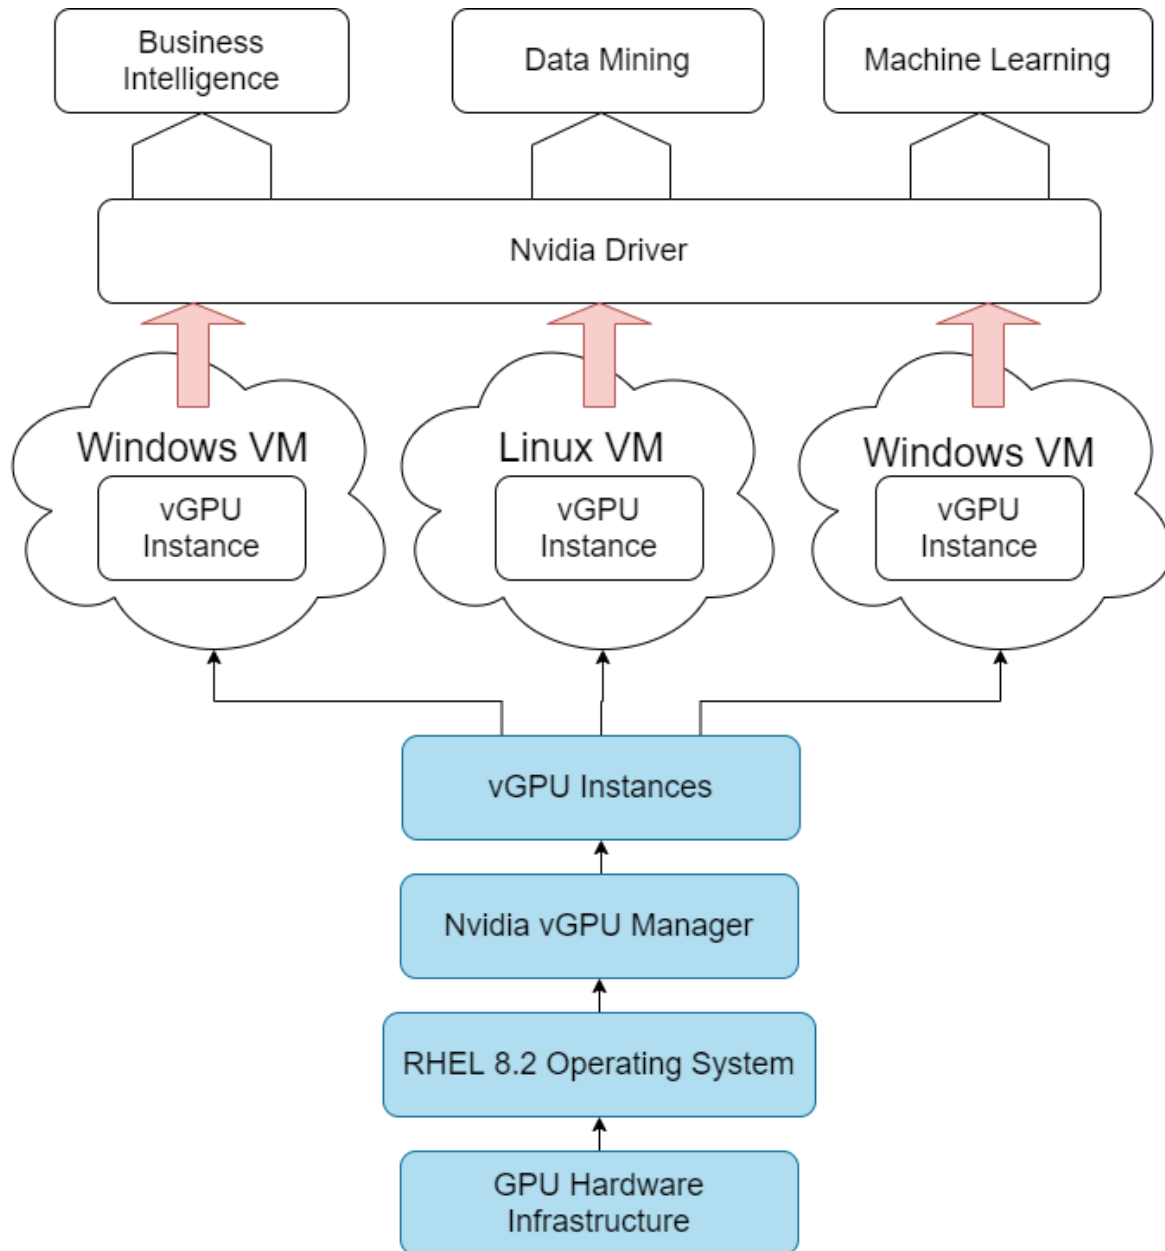 Business
Intelligence
Data Mining
Machine Learning
Nvidia Driver
Windows VM
vGPU
Instance
Linux VM
vGPU
Instance
Windows VM
vGPU
Instance
vGPU Instances
Nvidia vGPU Manager
RHEL 8.2 Operating System
GPU Hardware
Infrastructure